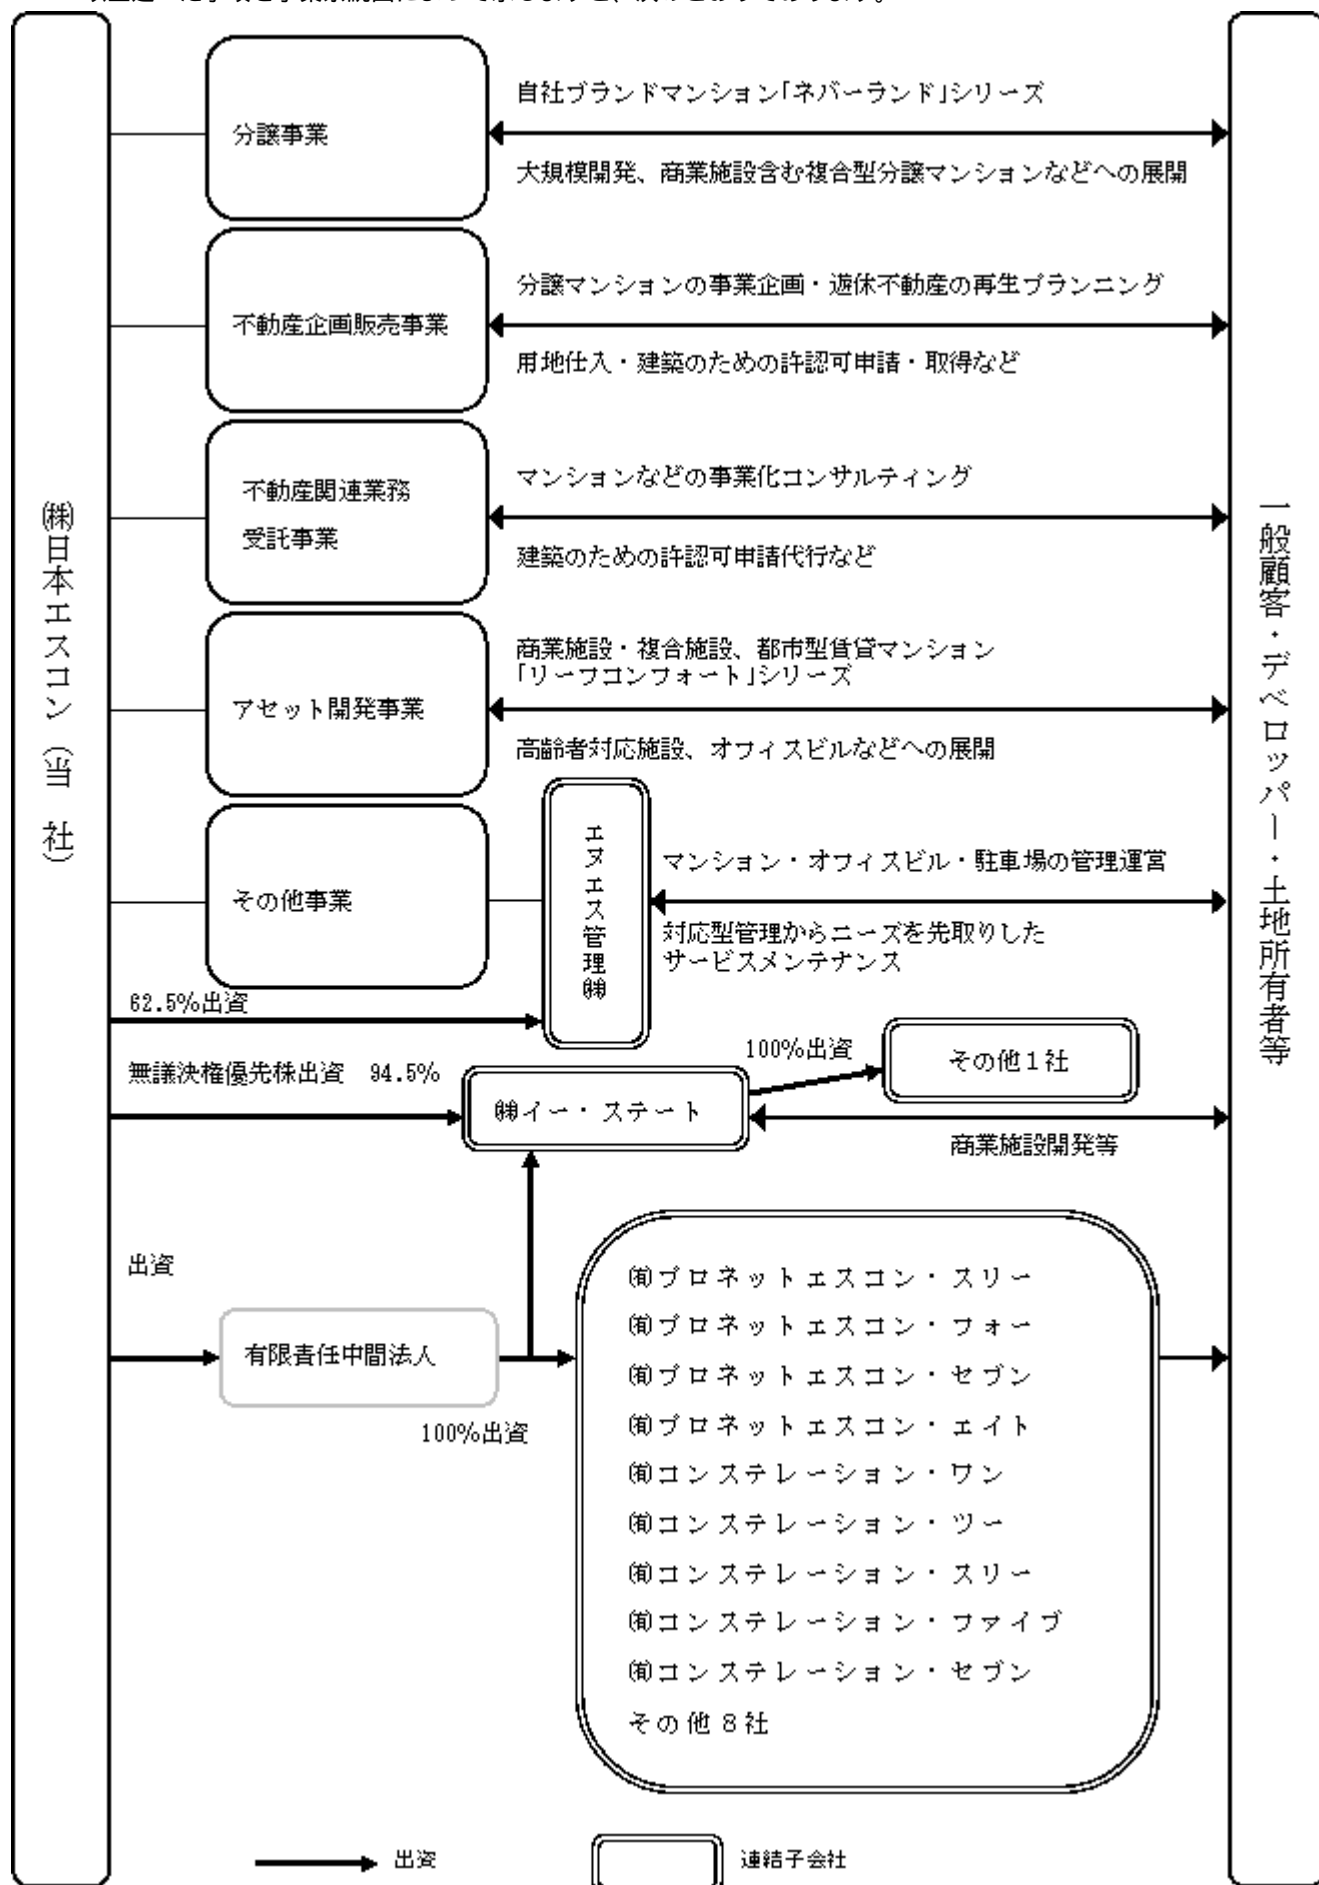 ㈱日本エスコン（当　社）
分譲事業
自社ブランドマンション「ネバーランド」シリーズ
大規模開発、商業施設含む複合型分譲マンションなどへの展開
不動産企画販売事業
分譲マンションの事業企画・遊休不動産の再生プランニング
用地仕入・建築のための許認可申請・取得など
不動産関連業務
受託事業
マンションなどの事業化コンサルティング
建築のための許認可申請代行など
アセット開発事業
商業施設・複合施設、都市型賃貸マンション
「リーフコンフォート」シリーズ
高齢者対応施設、オフィスビルなどへの展開
その他事業
エヌエス管理㈱
マンション・オフィスビル・駐車場の管理運営
対応型管理からニーズを先取りした
サービスメンテナンス
62.5%出資
無議決権優先株出資　94.5%
㈱イー・ステート
100%出資
その他１社
商業施設開発等
出資
有限責任中間法人
100%出資
㈲プロネットエスコン・スリー
㈲プロネットエスコン・フォー
㈲プロネットエスコン・セブン
㈲プロネットエスコン・エイト
㈲コンステレーション・ワン
㈲コンステレーション・ツー
㈲コンステレーション・スリー
㈲コンステレーション・ファイブ
㈲コンステレーション・セブン
その他８社
一般顧客・デベロッパー・土地所有者等
出資
連結子会社